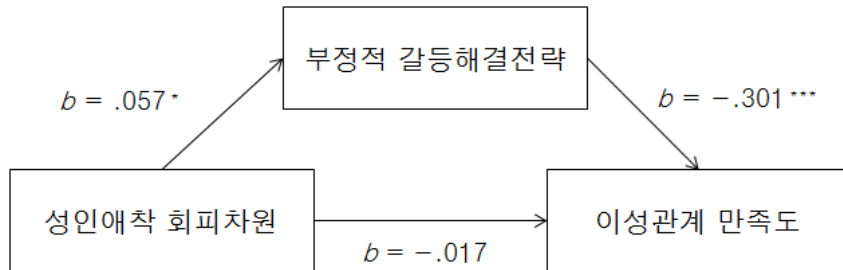 부정적 갈등해결전략
b = .057 *
b = −.301 ***
성인애착 회피차원
이성관계 만족도
b = −.017